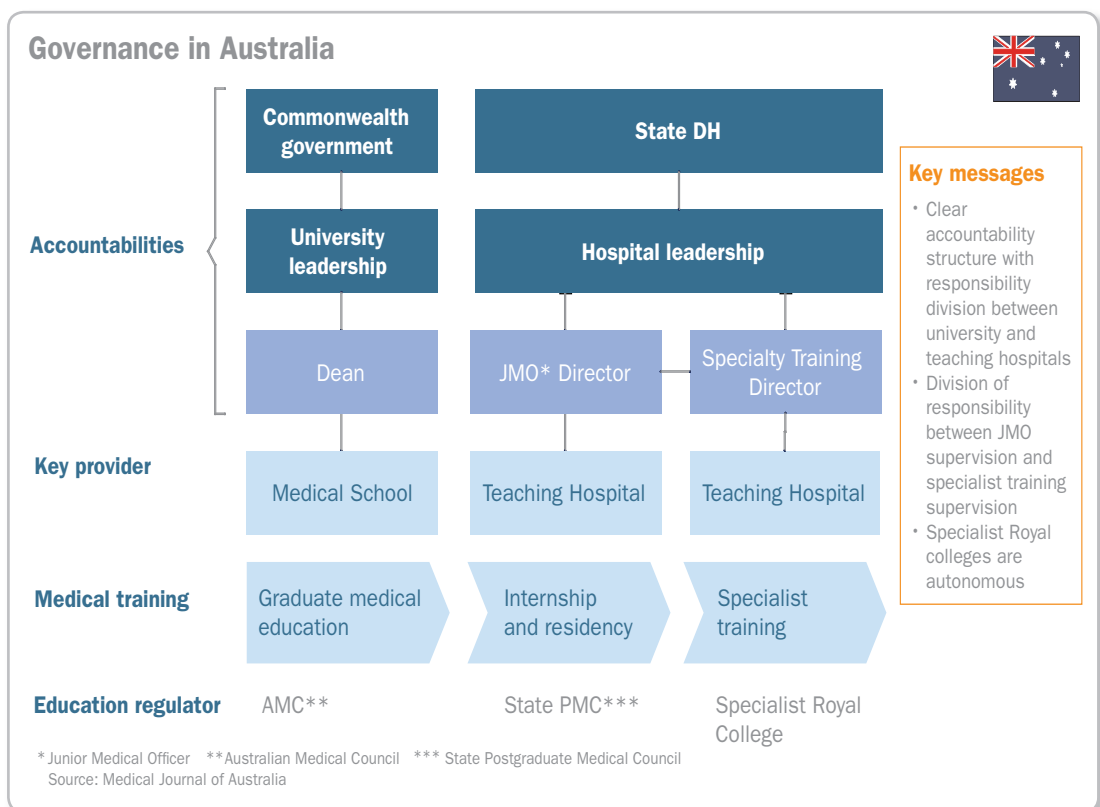 Governance in Australia
Accountabilities
Commonwealth
government
State DH
University
leadership
Hospital leadership
Dean
JMO* Director
Specialty Training
Director
Key provider
Medical School
Teaching Hospital
Teaching Hospital
Medical training
Graduate medical
education
Internship
and residency
Specialist
training
Education regulator
AMC**
State PMC***
Specialist Royal
College
Key messages
• Clear
accountability
structure with
responsibility
division between
university and
teaching hospitals
• Division of
responsibility
between JMO
supervision and
specialist training
supervision
• Specialist Royal
colleges are
autonomous
* Junior Medical Officer **Australian Medical Council *** State Postgraduate Medical Council
Source: Medical Journal of Australia